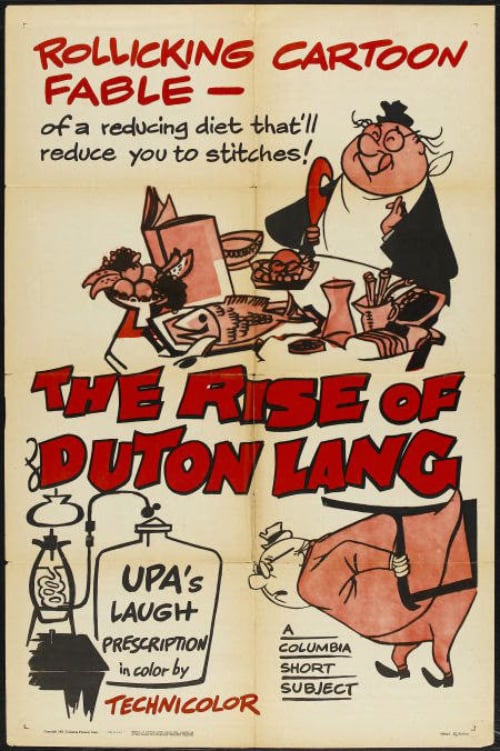 ROLLICKING CARTOON
FABLE —
of a reducing diet that'll
reduce you to stitches!
THE RISE OF
DUTON LANG
UPA's
LAUGH
PRESCRIPTION
in color by
TECHNICOLOR
A
COLUMBIA
SHORT
SUBJECT